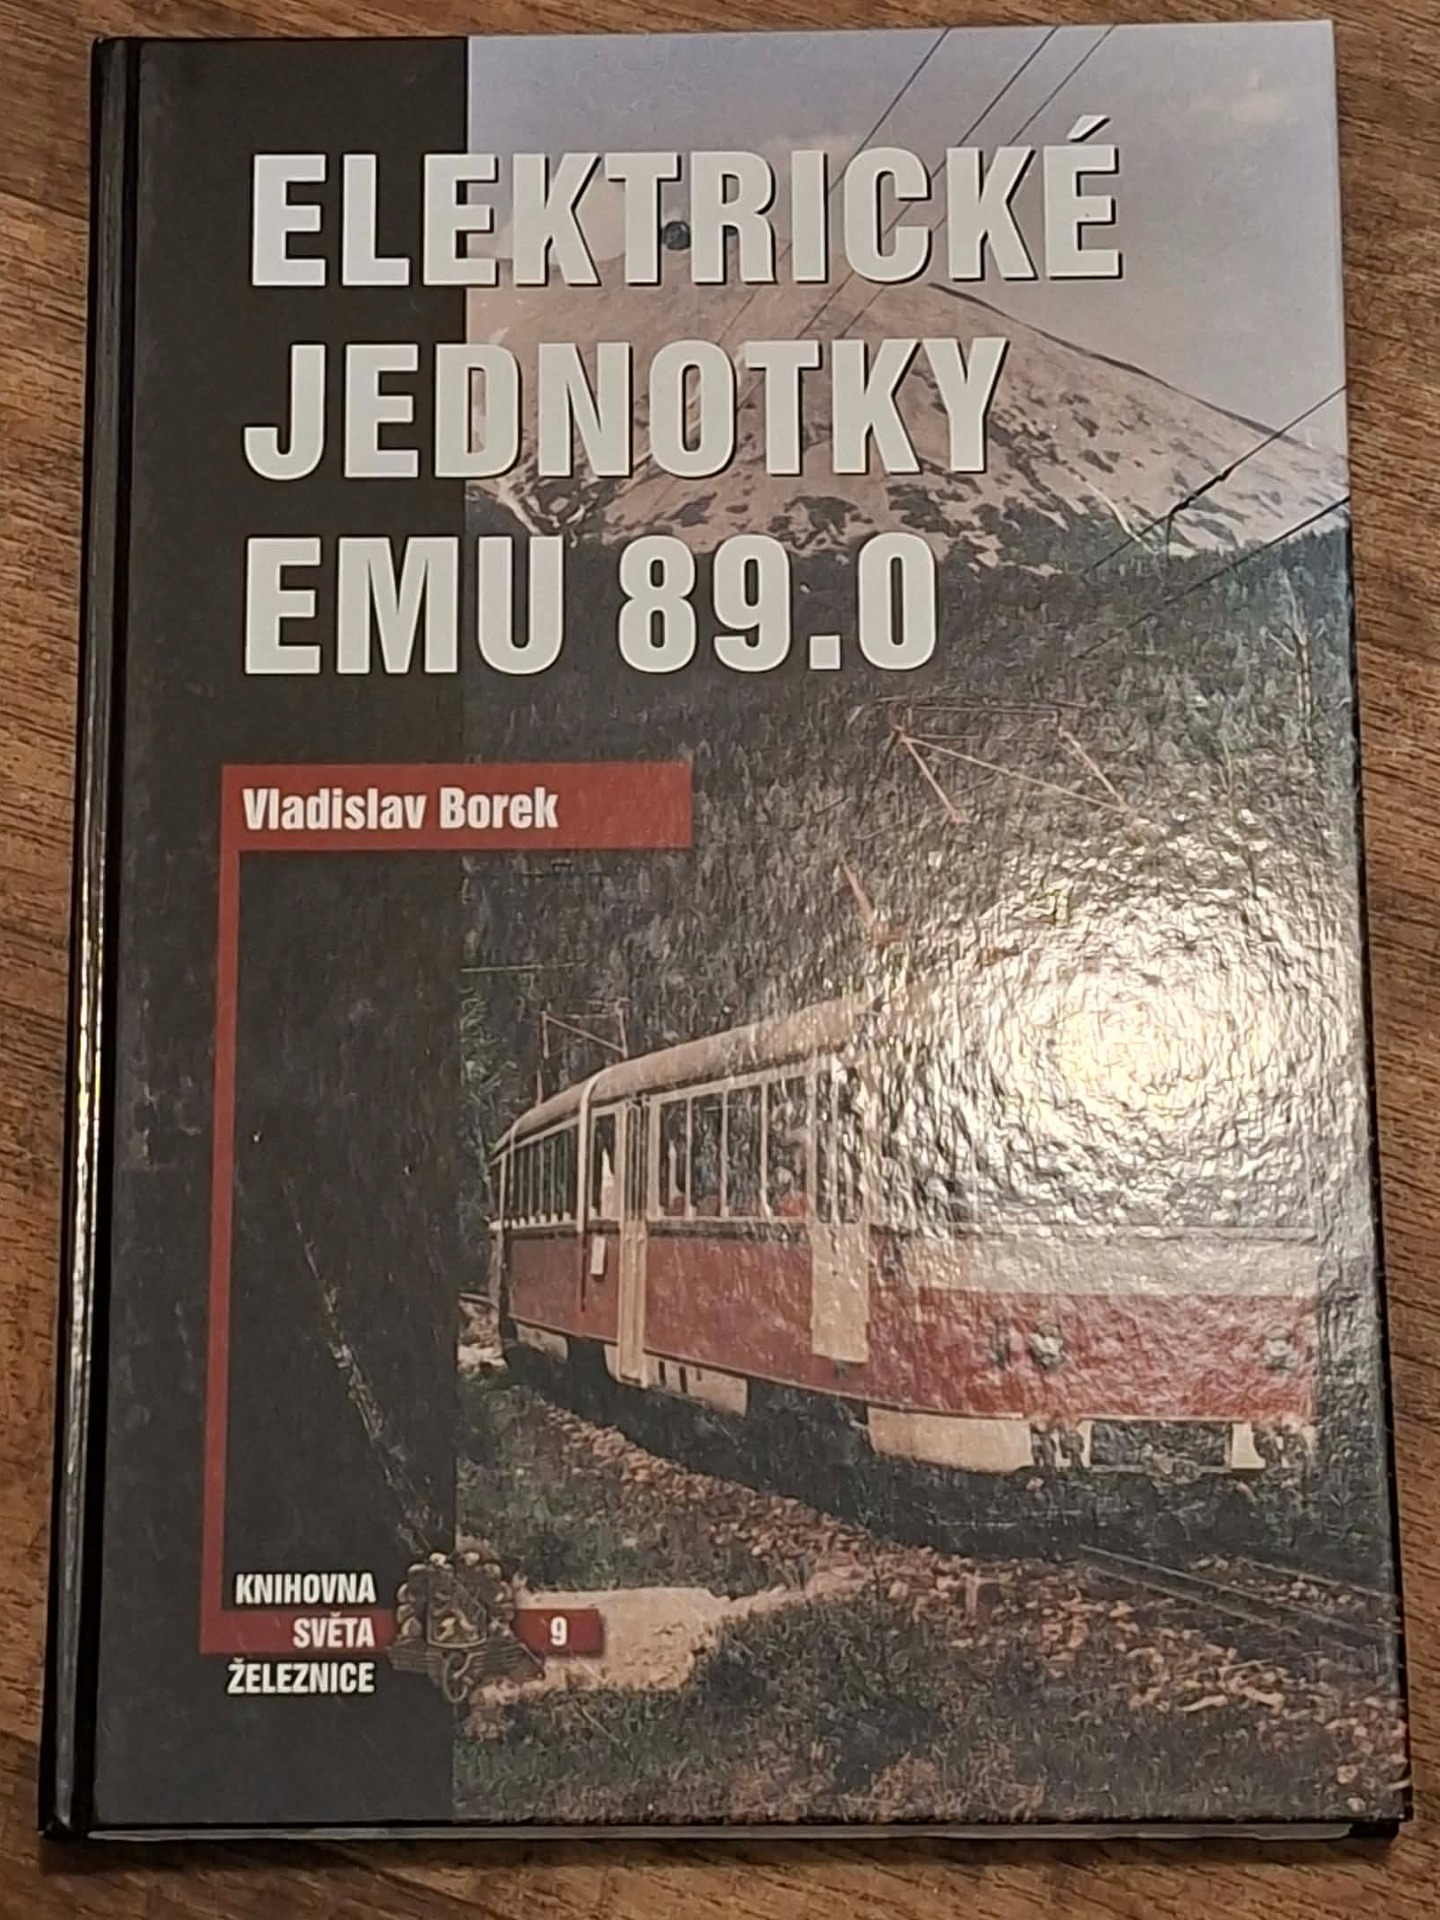 ELEKTRICKÉ
JEDNOTKY
EMU 89.0
Vladislav Borek
KNIHOVNA
SVĚTA 9
ŽELEZNICE